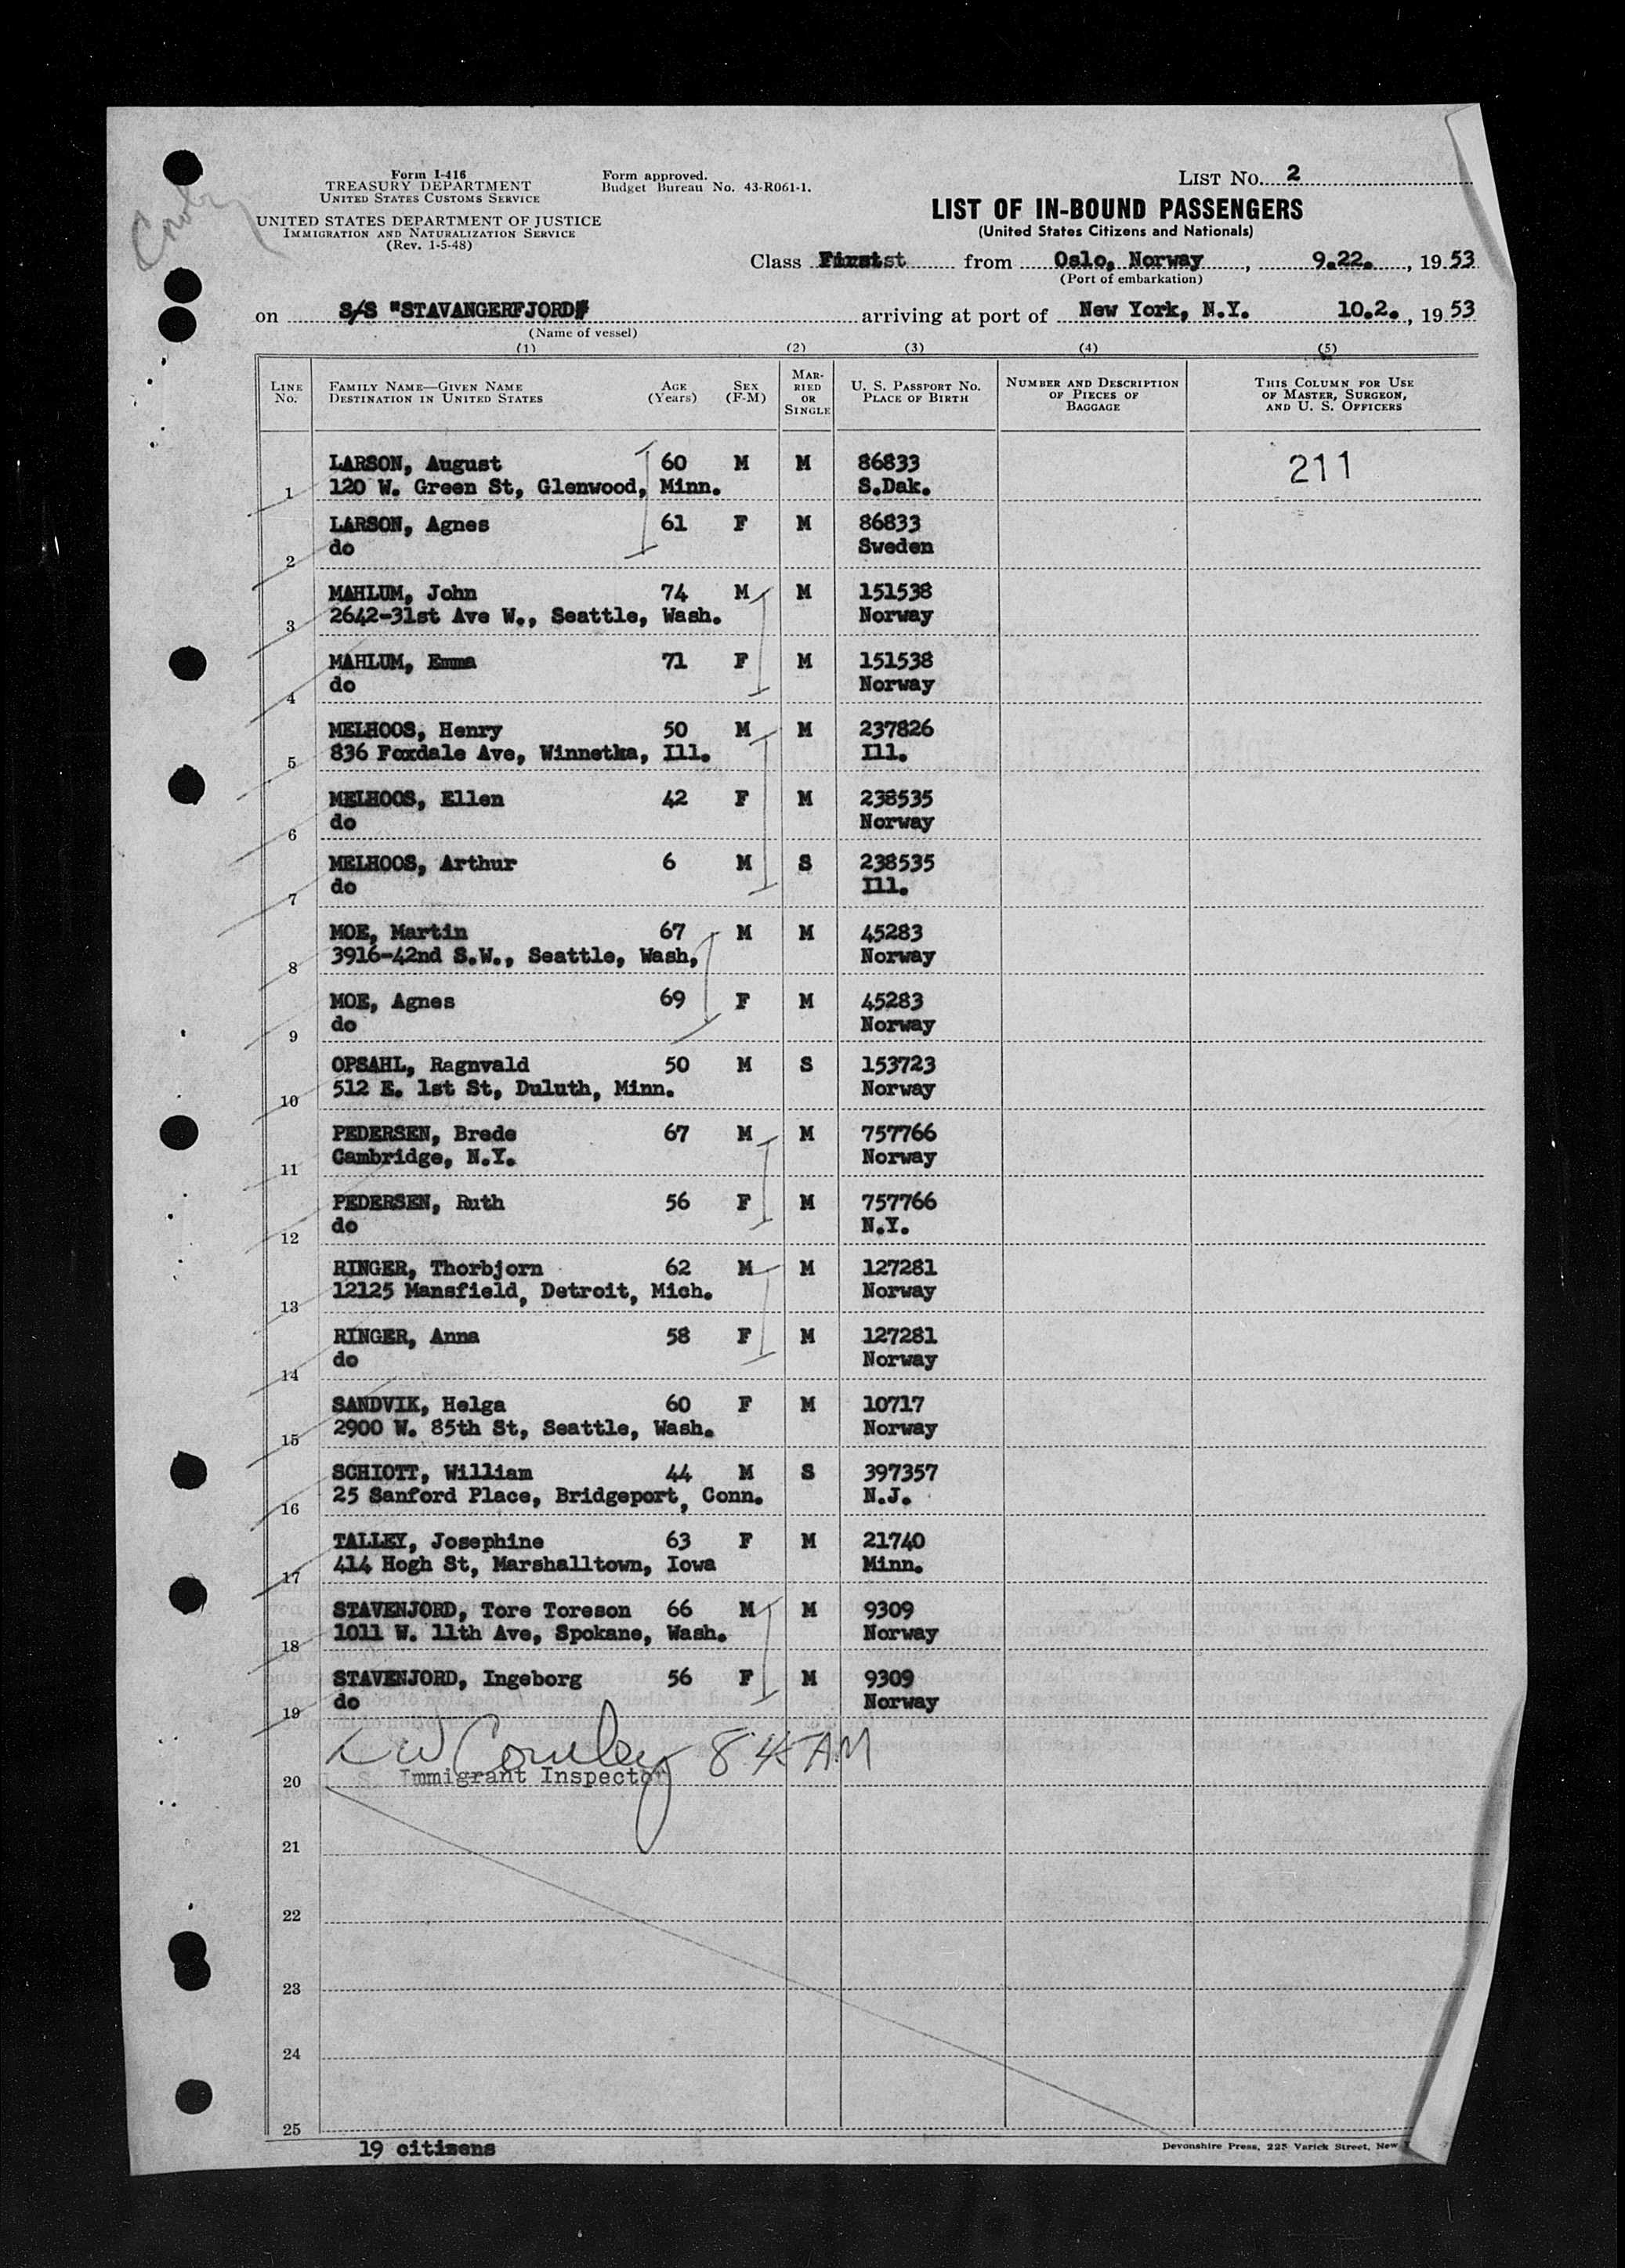 Form I-416
TREASURY DEPARTMENT
UNITED STATES CUSTOMS SERVICE
UNITED STATES DEPARTMENT OF JUSTICE
IMMIGRATION AND NATURALIZATION SERVICE
(Rev. 1-5-48)
Form approved.
Budget Bureau No. 43-R061-1.
LIST NO. 2
LIST OF IN-BOUND PASSENGERS
(United States Citizens and Nationals)
Class First from Oslo, Norway, 9.22., 1953
(Port of embarkation)
on S/S "STAVANGERFJORD" arriving at port of New York, N.Y. 10.2., 1953
(Name of vessel)
(1) (2) (3) (4) (5)
LINE NO. FAMILY NAME—GIVEN NAME DESTINATION IN UNITED STATES AGE (Years) SEX (F-M) MARRIED OR SINGLE U. S. PASSPORT NO. PLACE OF BIRTH NUMBER AND DESCRIPTION OF PIECES OF BAGGAGE THIS COLUMN FOR USE OF MASTER, SURGEON, AND U. S. OFFICERS
LARSON, August 60 M M 86833 211
1 120 W. Green St, Glenwood, Minn. S.Dak.
LARSON, Agnes 61 F M 86833
2 do Sweden
MAHLUM, John 74 M M 151538
3 2642-31st Ave W., Seattle, Wash. Norway
MAHLUM, Emma 71 F M 151538
4 do Norway
MELHOOS, Henry 50 M M 237826
5 836 Foxdale Ave, Winnetka, Ill. Ill.
MELHOOS, Ellen 42 F M 238535
6 do Norway
MELHOOS, Arthur 6 M S 238535
7 do Ill.
MOE, Martin 67 M M 45283
8 3916-42nd S.W., Seattle, Wash, Norway
MOE, Agnes 69 F M 45283
9 do Norway
OPSAHL, Ragnvald 50 M S 153723
10 512 E. 1st St, Duluth, Minn. Norway
PEDERSEN, Brede 67 M M 757766
11 Cambridge, N.Y. Norway
PEDERSEN, Ruth 56 F M 757766
12 do N.Y.
RINGER, Thorbjorn 62 M M 127281
13 12125 Mansfield, Detroit, Mich. Norway
RINGER, Anna 58 F M 127281
14 do Norway
SANDVIK, Helga 60 F M 10717
15 2900 W. 85th St, Seattle, Wash. Norway
SCHIOTT, William 44 M S 397357
16 25 Sanford Place, Bridgeport, Conn. N.J.
TALLEY, Josephine 63 F M 21740
17 414 Hogh St, Marshalltown, Iowa Minn.
STAVENJORD, Tore Toreson 66 M M 9309
18 1011 W. 11th Ave, Spokane, Wash. Norway
STAVENJORD, Ingeborg 56 F M 9309
19 do Norway
8 45 AM
20 Immigrant Inspector
21
22
23
24
25
19 citizens
Devonshire Press, 225 Varick Street, New